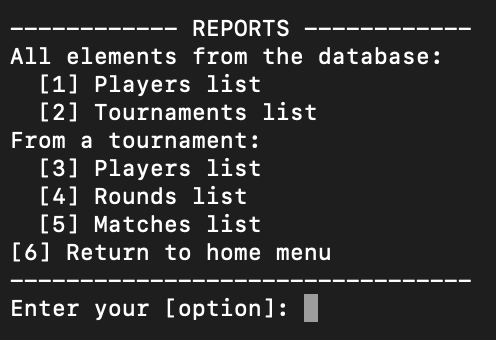 ------------ REPORTS ------------
All elements from the database:
  [1] Players list
  [2] Tournaments list
From a tournament:
  [3] Players list
  [4] Rounds list
  [5] Matches list
[6] Return to home menu
---------------------------------
Enter your [option]: